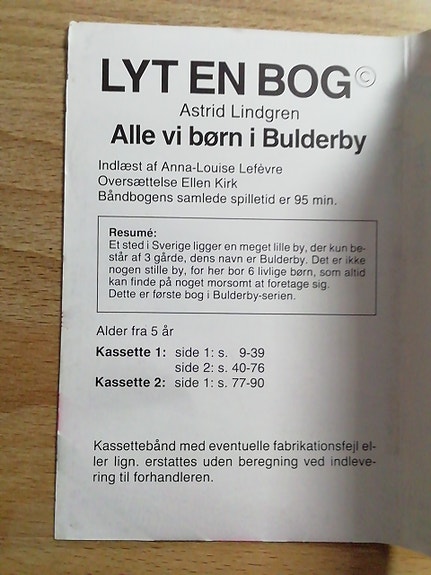 LYT EN BOG©
Astrid Lindgren
Alle vi børn i Bulderby
Indlæst af Anna-Louise Lefèvre
Oversættelse Ellen Kirk
Båndbogens samlede spilletid er 95 min.
Resumé:
Et sted i Sverige ligger en meget lille by, der kun be-
står af 3 gårde, dens navn er Bulderby. Det er ikke
nogen stille by, for her bor 6 livlige børn, som altid
kan finde på noget morsomt at foretage sig.
Dette er første bog i Bulderby-serien.
Alder fra 5 år
Kassette 1: side 1: s. 9-39
side 2: s. 40-76
Kassette 2: side 1: s. 77-90
Kassettebånd med eventuelle fabrikationsfejl el-
ler lign. erstattes uden beregning ved indleve-
ring til forhandleren.